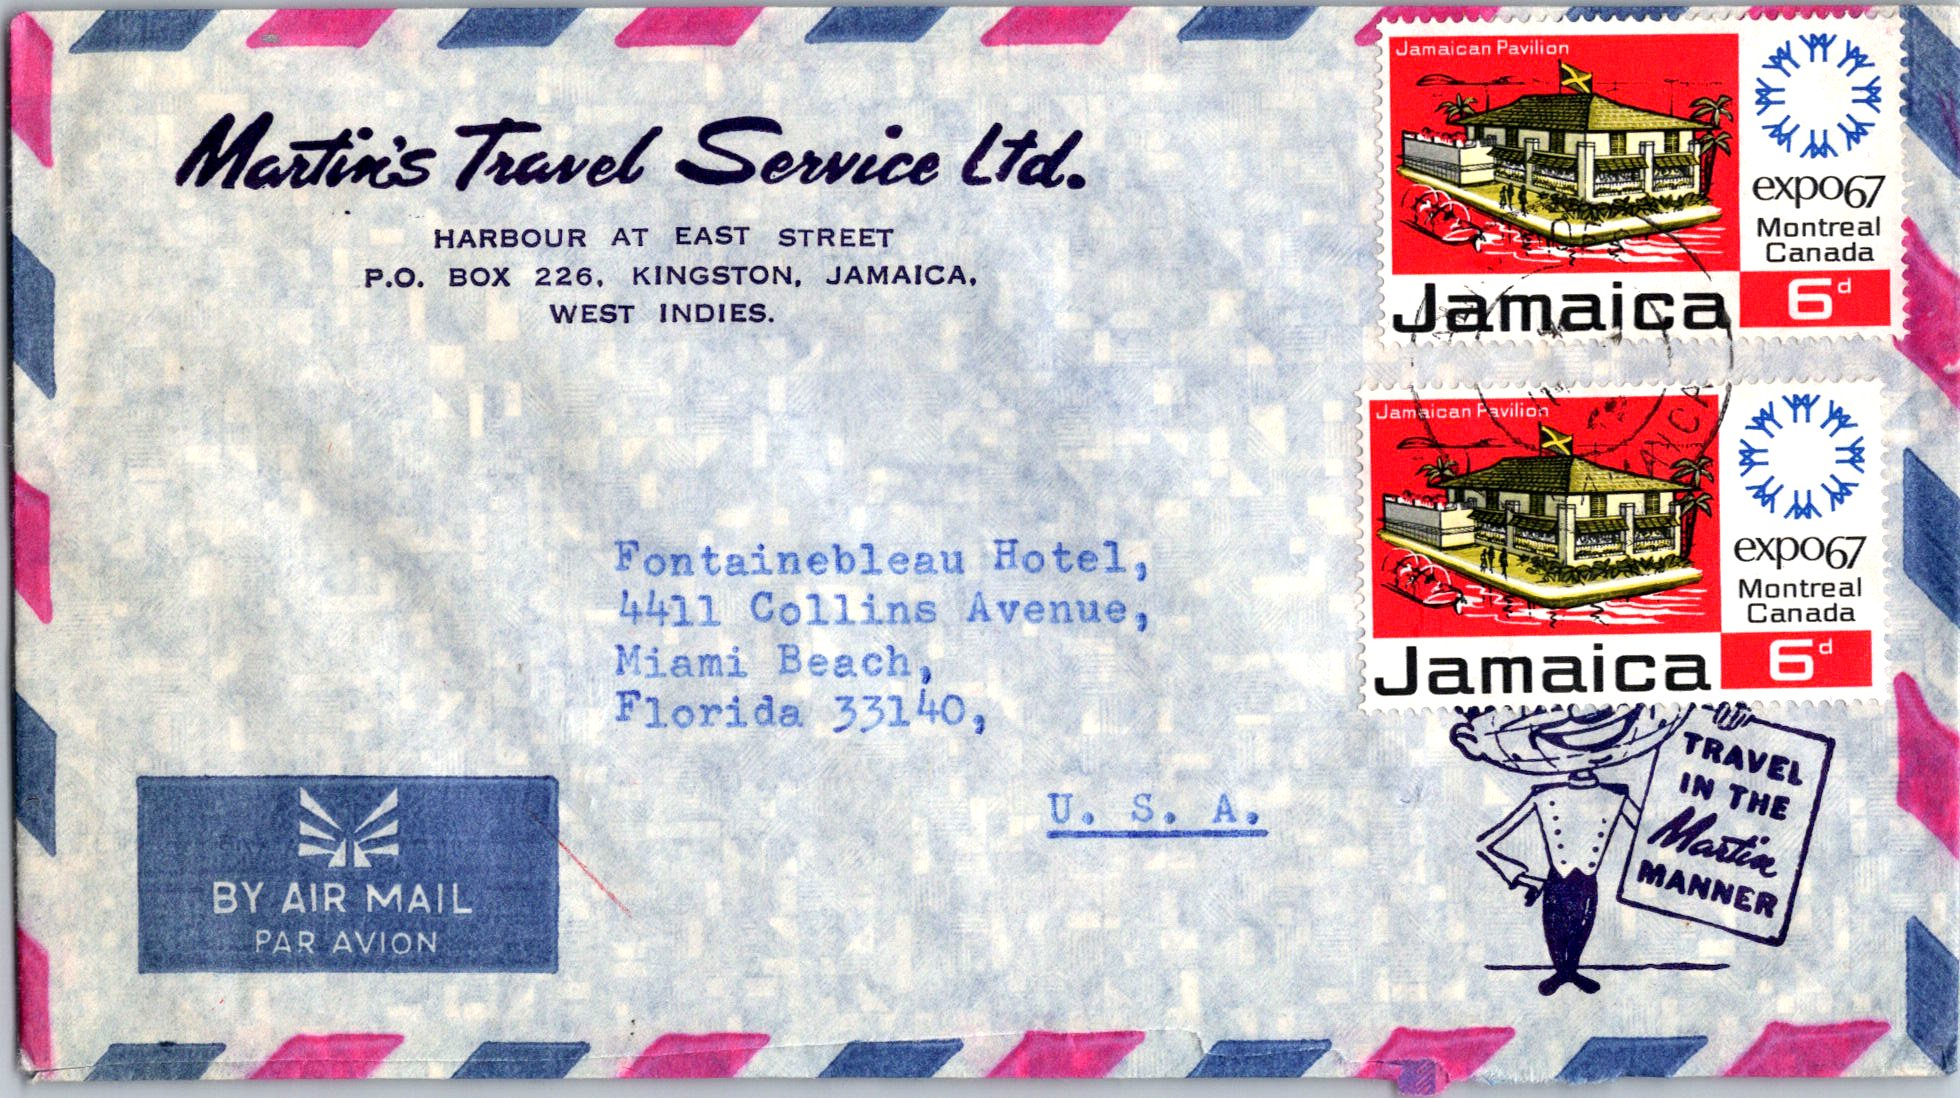 Martin's Travel Service Ltd.
HARBOUR AT EAST STREET
P.O. BOX 226, KINGSTON, JAMAICA,
WEST INDIES.
Jamaican Pavilion
expo67
Montreal
Canada
Jamaica 6d
Jamaican Pavilion
expo67
Montreal
Canada
Jamaica 6d
Fontainebleau Hotel,
4411 Collins Avenue,
Miami Beach,
Florida 33140,
U. S. A.
BY AIR MAIL
PAR AVION
TRAVEL
IN THE
Martin
MANNER